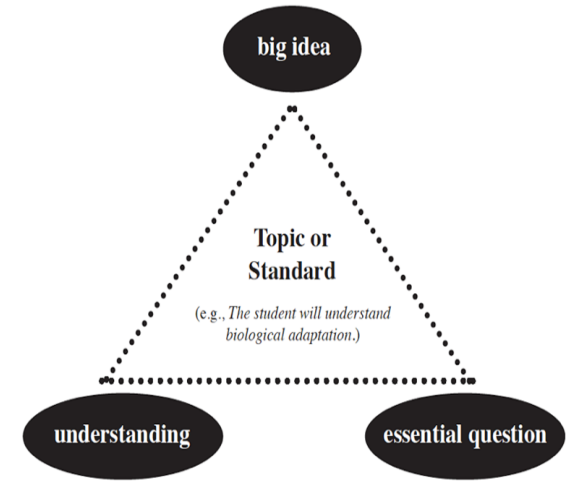 big idea
Topic or
Standard
(e.g., The student will understand
biological adaptation.)
understanding
essential question